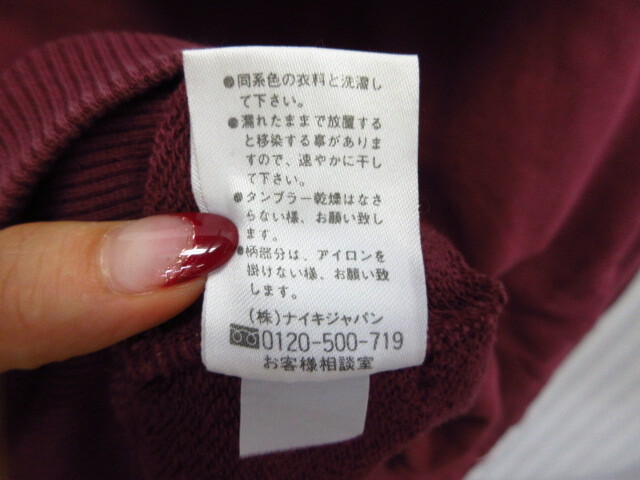 ●同系色の衣料と洗濯し
て下さい。
●濡れたままで放置する
と移染する事がありま
すので、速やかに干し
て下さい。
●タンブラー乾燥はなさ
らない様、お願い致し
ます。
●柄部分は、アイロンを
掛けない様、お願い致
します。
(株)ナイキジャパン
0120-500-719
お客様相談室